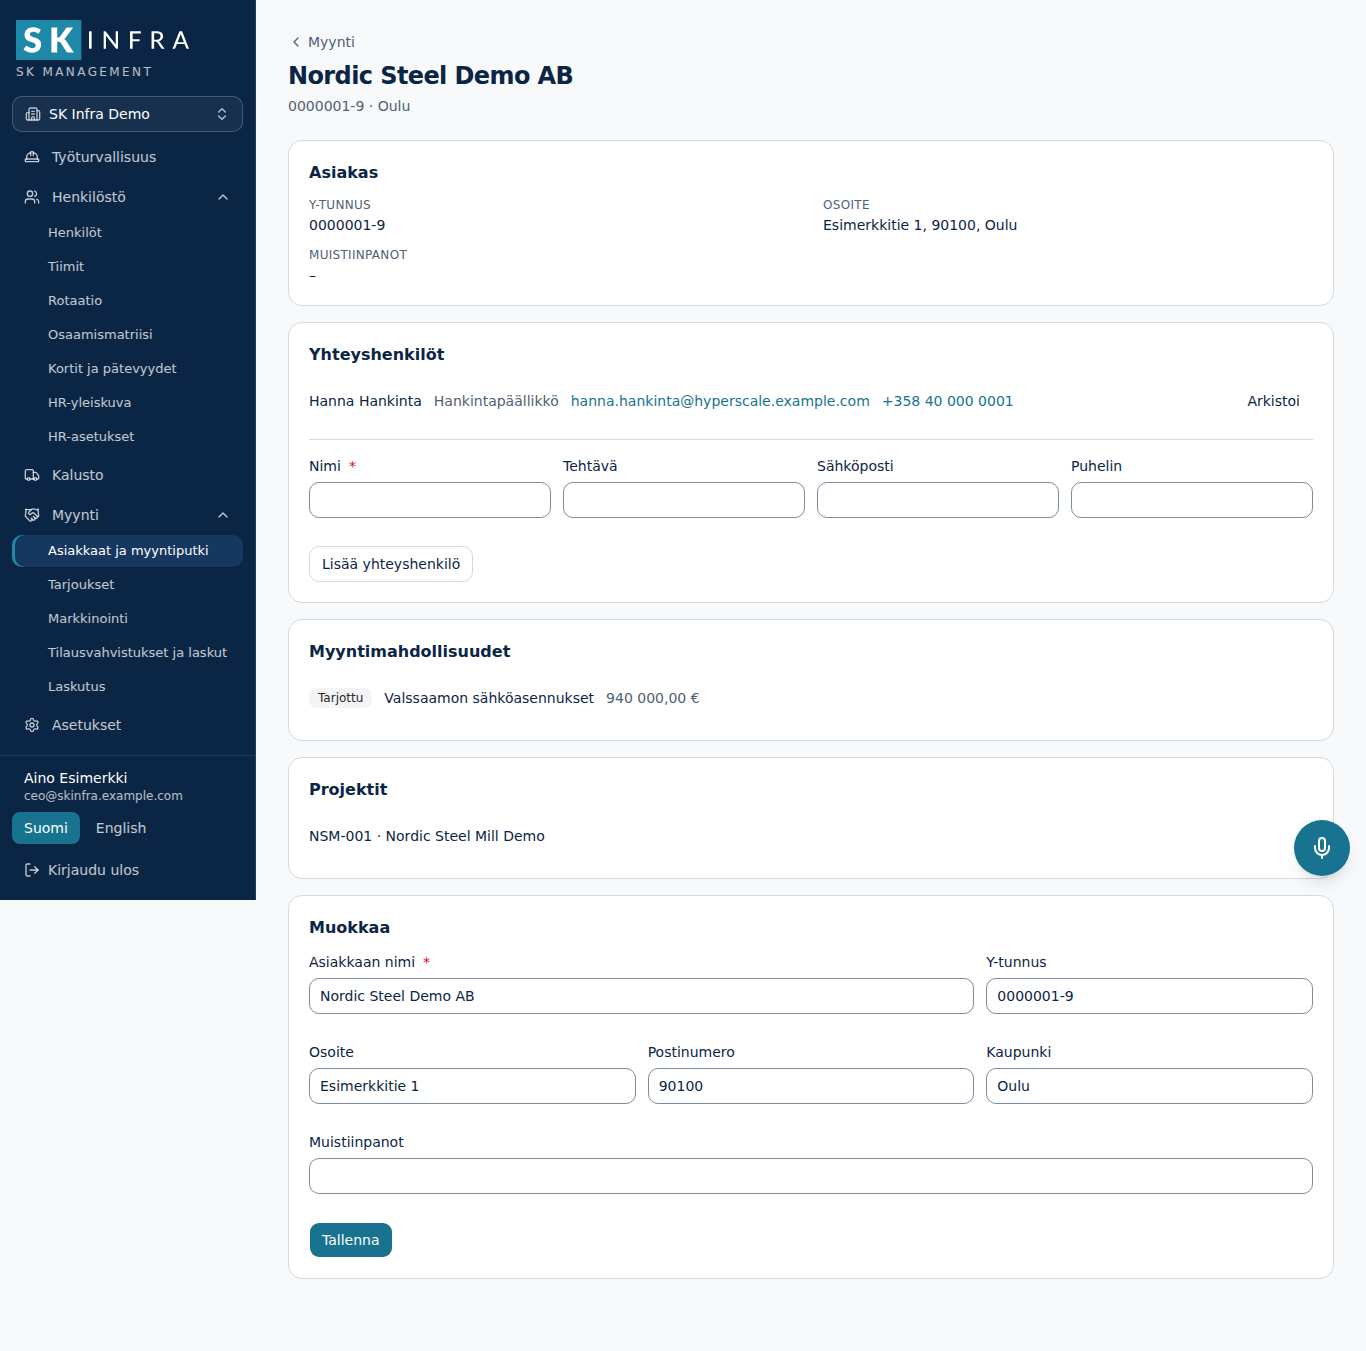 SK INFRA
SK MANAGEMENT
SK Infra Demo
Työturvallisuus
Henkilöstö
Henkilöt
Tiimit
Rotaatio
Osaamismatriisi
Kortit ja pätevyydet
HR-yleiskuva
HR-asetukset
Kalusto
Myynti
Asiakkaat ja myyntiputki
Tarjoukset
Markkinointi
Tilausvahvistukset ja laskut
Laskutus
Asetukset
Aino Esimerkki
ceo@skinfra.example.com
Suomi English
Kirjaudu ulos
Myynti
Nordic Steel Demo AB
0000001-9 · Oulu
Asiakas
Y-TUNNUS OSOITE
0000001-9 Esimerkkitie 1, 90100, Oulu
MUISTIINPANOT
–
Yhteyshenkilöt
Hanna Hankinta Hankintapäällikkö hanna.hankinta@hyperscale.example.com +358 40 000 0001 Arkistoi
Nimi * Tehtävä Sähköposti Puhelin
Lisää yhteyshenkilö
Myyntimahdollisuudet
Tarjottu Valssaamon sähköasennukset 940 000,00 €
Projektit
NSM-001 · Nordic Steel Mill Demo
Muokkaa
Asiakkaan nimi * Y-tunnus
Nordic Steel Demo AB 0000001-9
Osoite Postinumero Kaupunki
Esimerkkitie 1 90100 Oulu
Muistiinpanot
Tallenna